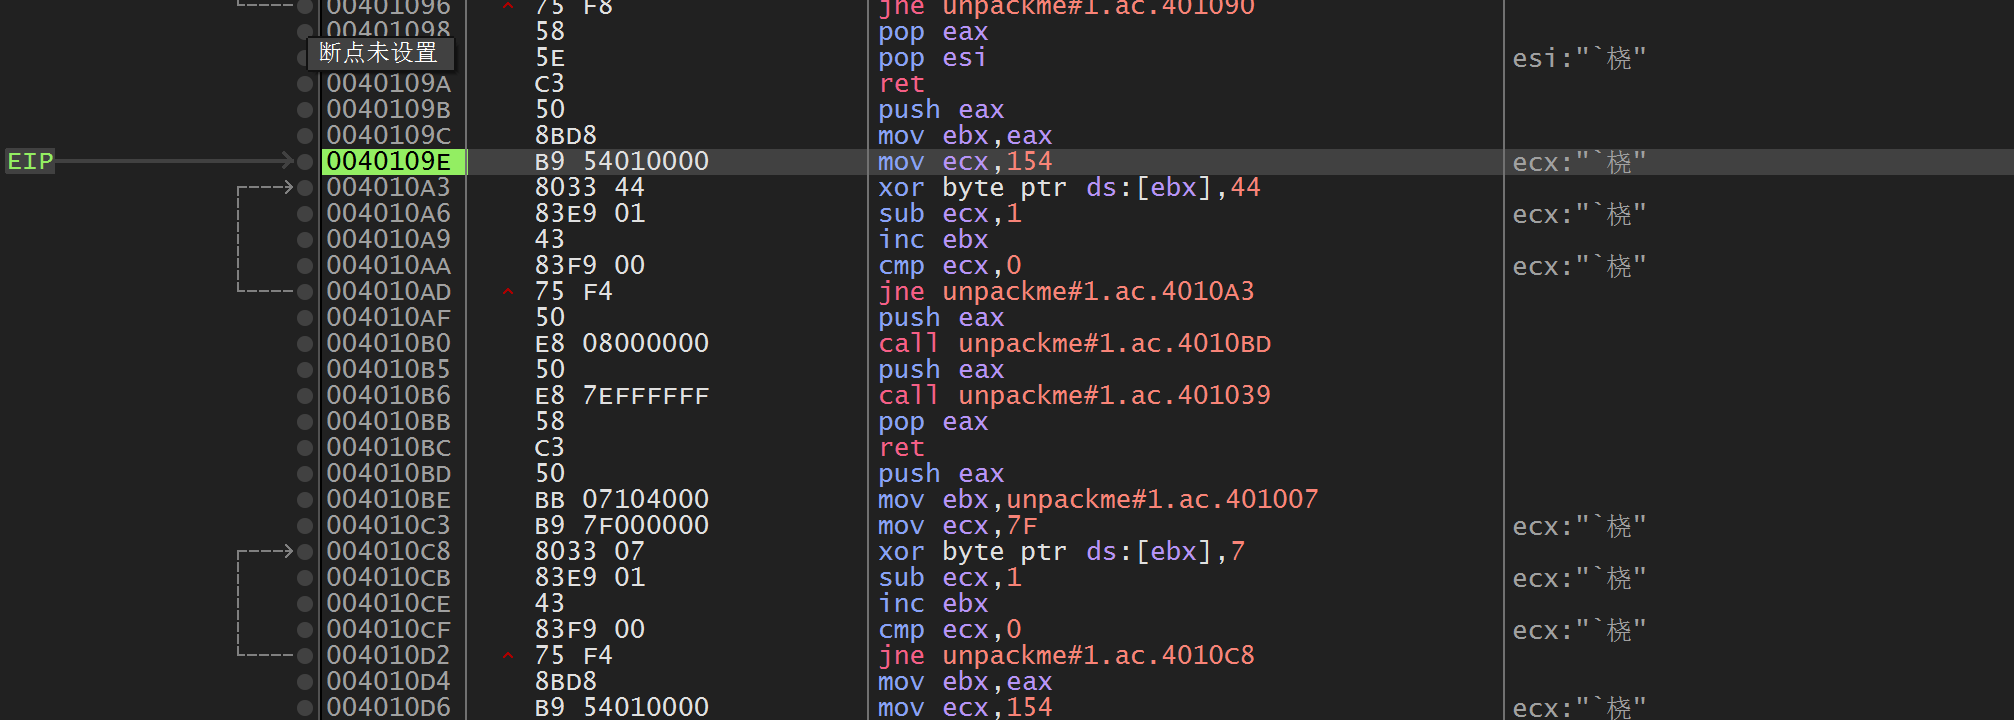 00401096 ^ 75 F8 jne unpackme#1.ac.401090
00401098 58 pop eax
断点未设置 5E pop esi esi:"`桡"
0040109A C3 ret
0040109B 50 push eax
0040109C 8BD8 mov ebx,eax
EIP 0040109E B9 54010000 mov ecx,154 ecx:"`桡"
004010A3 8033 44 xor byte ptr ds:[ebx],44
004010A6 83E9 01 sub ecx,1 ecx:"`桡"
004010A9 43 inc ebx
004010AA 83F9 00 cmp ecx,0 ecx:"`桡"
004010AD ^ 75 F4 jne unpackme#1.ac.4010A3
004010AF 50 push eax
004010B0 E8 08000000 call unpackme#1.ac.4010BD
004010B5 50 push eax
004010B6 E8 7EFFFFFF call unpackme#1.ac.401039
004010BB 58 pop eax
004010BC C3 ret
004010BD 50 push eax
004010BE BB 07104000 mov ebx,unpackme#1.ac.401007
004010C3 B9 7F000000 mov ecx,7F ecx:"`桡"
004010C8 8033 07 xor byte ptr ds:[ebx],7
004010CB 83E9 01 sub ecx,1 ecx:"`桡"
004010CE 43 inc ebx
004010CF 83F9 00 cmp ecx,0 ecx:"`桡"
004010D2 ^ 75 F4 jne unpackme#1.ac.4010C8
004010D4 8BD8 mov ebx,eax
004010D6 B9 54010000 mov ecx,154 ecx:"`桡"